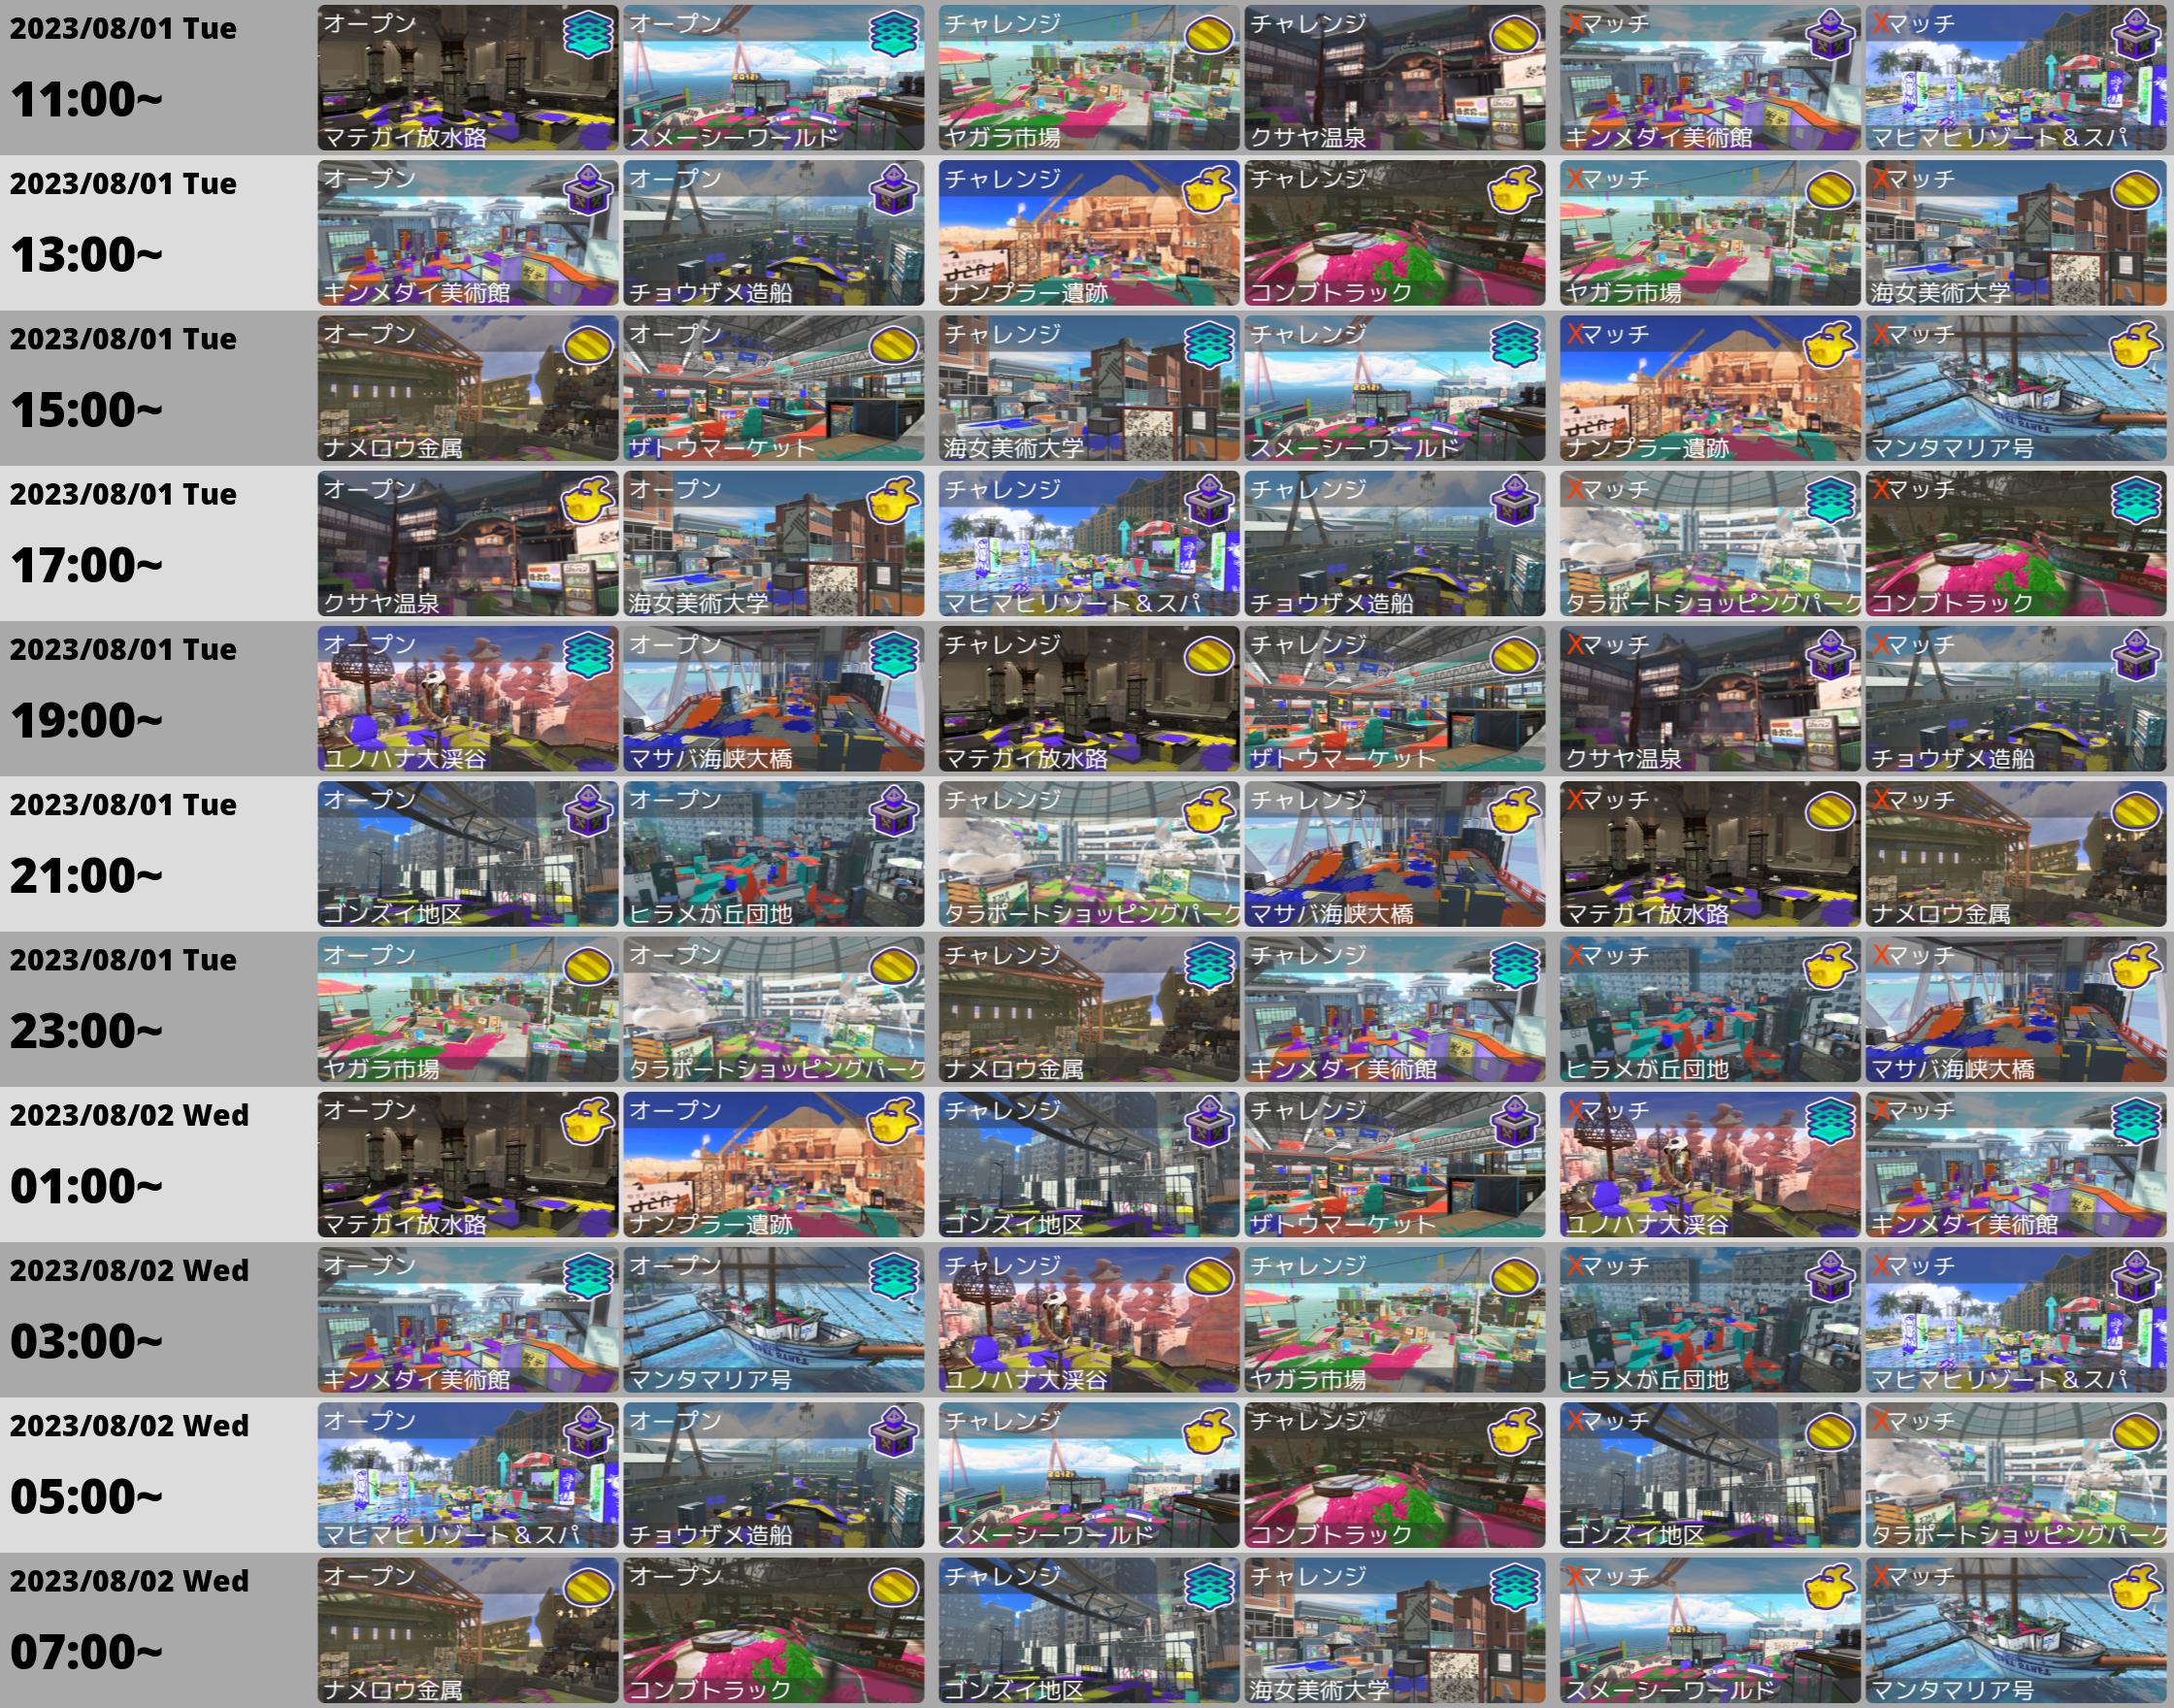 2023/08/01 Tue
11:00~
オープン オープン チャレンジ チャレンジ Xマッチ Xマッチ
マテガイ放水路 スメーシーワールド ヤガラ市場 クサヤ温泉 キンメダイ美術館 マヒマヒリゾート＆スパ
2023/08/01 Tue
13:00~
オープン オープン チャレンジ チャレンジ Xマッチ Xマッチ
キンメダイ美術館 チョウザメ造船 ナンプラー遺跡 コンブトラック ヤガラ市場 海女美術大学
2023/08/01 Tue
15:00~
オープン オープン チャレンジ チャレンジ Xマッチ Xマッチ
ナメロウ金属 ザトウマーケット 海女美術大学 スメーシーワールド ナンプラー遺跡 マンタマリア号
2023/08/01 Tue
17:00~
オープン オープン チャレンジ チャレンジ Xマッチ Xマッチ
クサヤ温泉 海女美術大学 マヒマヒリゾート＆スパ チョウザメ造船 タラポートショッピングパーク コンブトラック
2023/08/01 Tue
19:00~
オープン オープン チャレンジ チャレンジ Xマッチ Xマッチ
ユノハナ大渓谷 マサバ海峡大橋 マテガイ放水路 ザトウマーケット クサヤ温泉 チョウザメ造船
2023/08/01 Tue
21:00~
オープン オープン チャレンジ チャレンジ Xマッチ Xマッチ
ゴンズイ地区 ヒラメが丘団地 タラポートショッピングパーク マサバ海峡大橋 マテガイ放水路 ナメロウ金属
2023/08/01 Tue
23:00~
オープン オープン チャレンジ チャレンジ Xマッチ Xマッチ
ヤガラ市場 タラポートショッピングパーク ナメロウ金属 キンメダイ美術館 ヒラメが丘団地 マサバ海峡大橋
2023/08/02 Wed
01:00~
オープン オープン チャレンジ チャレンジ Xマッチ Xマッチ
マテガイ放水路 ナンプラー遺跡 ゴンズイ地区 ザトウマーケット ユノハナ大渓谷 キンメダイ美術館
2023/08/02 Wed
03:00~
オープン オープン チャレンジ チャレンジ Xマッチ Xマッチ
キンメダイ美術館 マンタマリア号 ユノハナ大渓谷 ヤガラ市場 ヒラメが丘団地 マヒマヒリゾート＆スパ
2023/08/02 Wed
05:00~
オープン オープン チャレンジ チャレンジ Xマッチ Xマッチ
マヒマヒリゾート＆スパ チョウザメ造船 スメーシーワールド コンブトラック ゴンズイ地区 タラポートショッピングパーク
2023/08/02 Wed
07:00~
オープン オープン チャレンジ チャレンジ Xマッチ Xマッチ
ナメロウ金属 コンブトラック ゴンズイ地区 海女美術大学 スメーシーワールド マンタマリア号